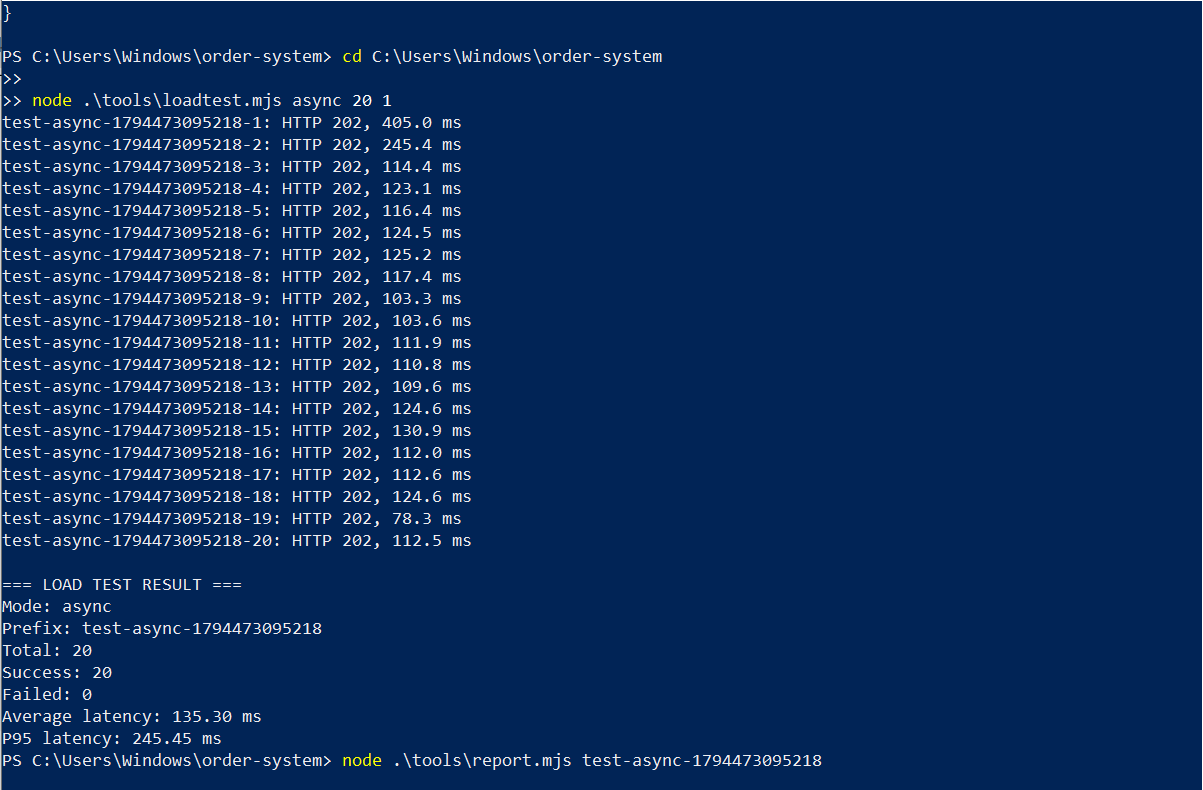 }
PS C:\Users\Windows\order-system> cd C:\Users\Windows\order-system
>>
>> node .\tools\loadtest.mjs async 20 1
test-async-1794473095218-1: HTTP 202, 405.0 ms
test-async-1794473095218-2: HTTP 202, 245.4 ms
test-async-1794473095218-3: HTTP 202, 114.4 ms
test-async-1794473095218-4: HTTP 202, 123.1 ms
test-async-1794473095218-5: HTTP 202, 116.4 ms
test-async-1794473095218-6: HTTP 202, 124.5 ms
test-async-1794473095218-7: HTTP 202, 125.2 ms
test-async-1794473095218-8: HTTP 202, 117.4 ms
test-async-1794473095218-9: HTTP 202, 103.3 ms
test-async-1794473095218-10: HTTP 202, 103.6 ms
test-async-1794473095218-11: HTTP 202, 111.9 ms
test-async-1794473095218-12: HTTP 202, 110.8 ms
test-async-1794473095218-13: HTTP 202, 109.6 ms
test-async-1794473095218-14: HTTP 202, 124.6 ms
test-async-1794473095218-15: HTTP 202, 130.9 ms
test-async-1794473095218-16: HTTP 202, 112.0 ms
test-async-1794473095218-17: HTTP 202, 112.6 ms
test-async-1794473095218-18: HTTP 202, 124.6 ms
test-async-1794473095218-19: HTTP 202, 78.3 ms
test-async-1794473095218-20: HTTP 202, 112.5 ms
=== LOAD TEST RESULT ===
Mode: async
Prefix: test-async-1794473095218
Total: 20
Success: 20
Failed: 0
Average latency: 135.30 ms
P95 latency: 245.45 ms
PS C:\Users\Windows\order-system> node .\tools\report.mjs test-async-1794473095218